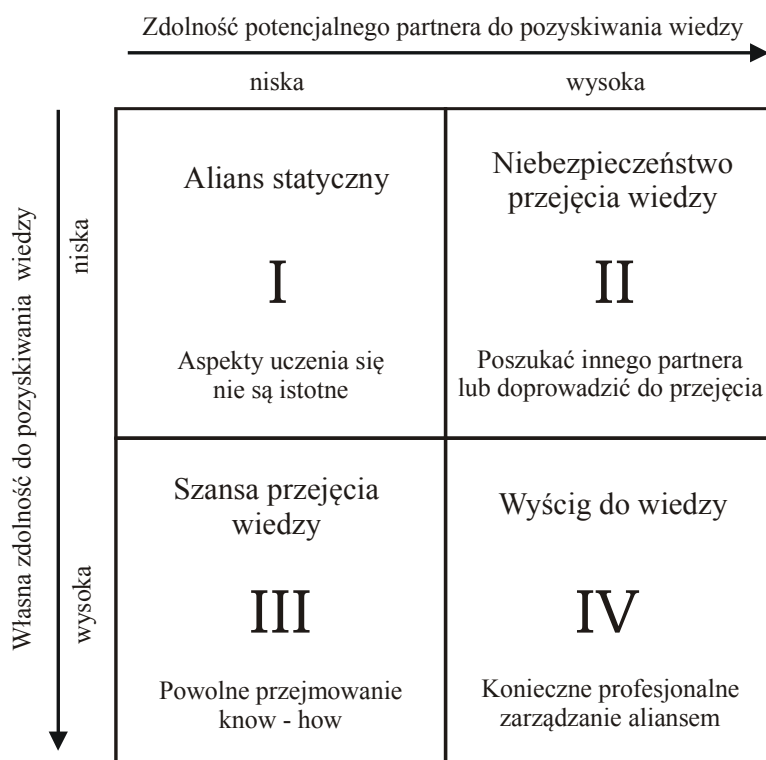 Zdolność potencjalnego partnera do pozyskiwania wiedzy
niska
wysoka
Własna zdolność do pozyskiwania wiedzy
niska
Alians statyczny
I
Aspekty uczenia się
nie są istotne
Niebezpieczeństwo
przejęcia wiedzy
II
Poszukać innego partnera
lub doprowadzić do przejęcia
wysoka
Szansa przejęcia
wiedzy
III
Powolne przejmowanie
know - how
Wyścig do wiedzy
IV
Konieczne profesjonalne
zarządzanie aliansem